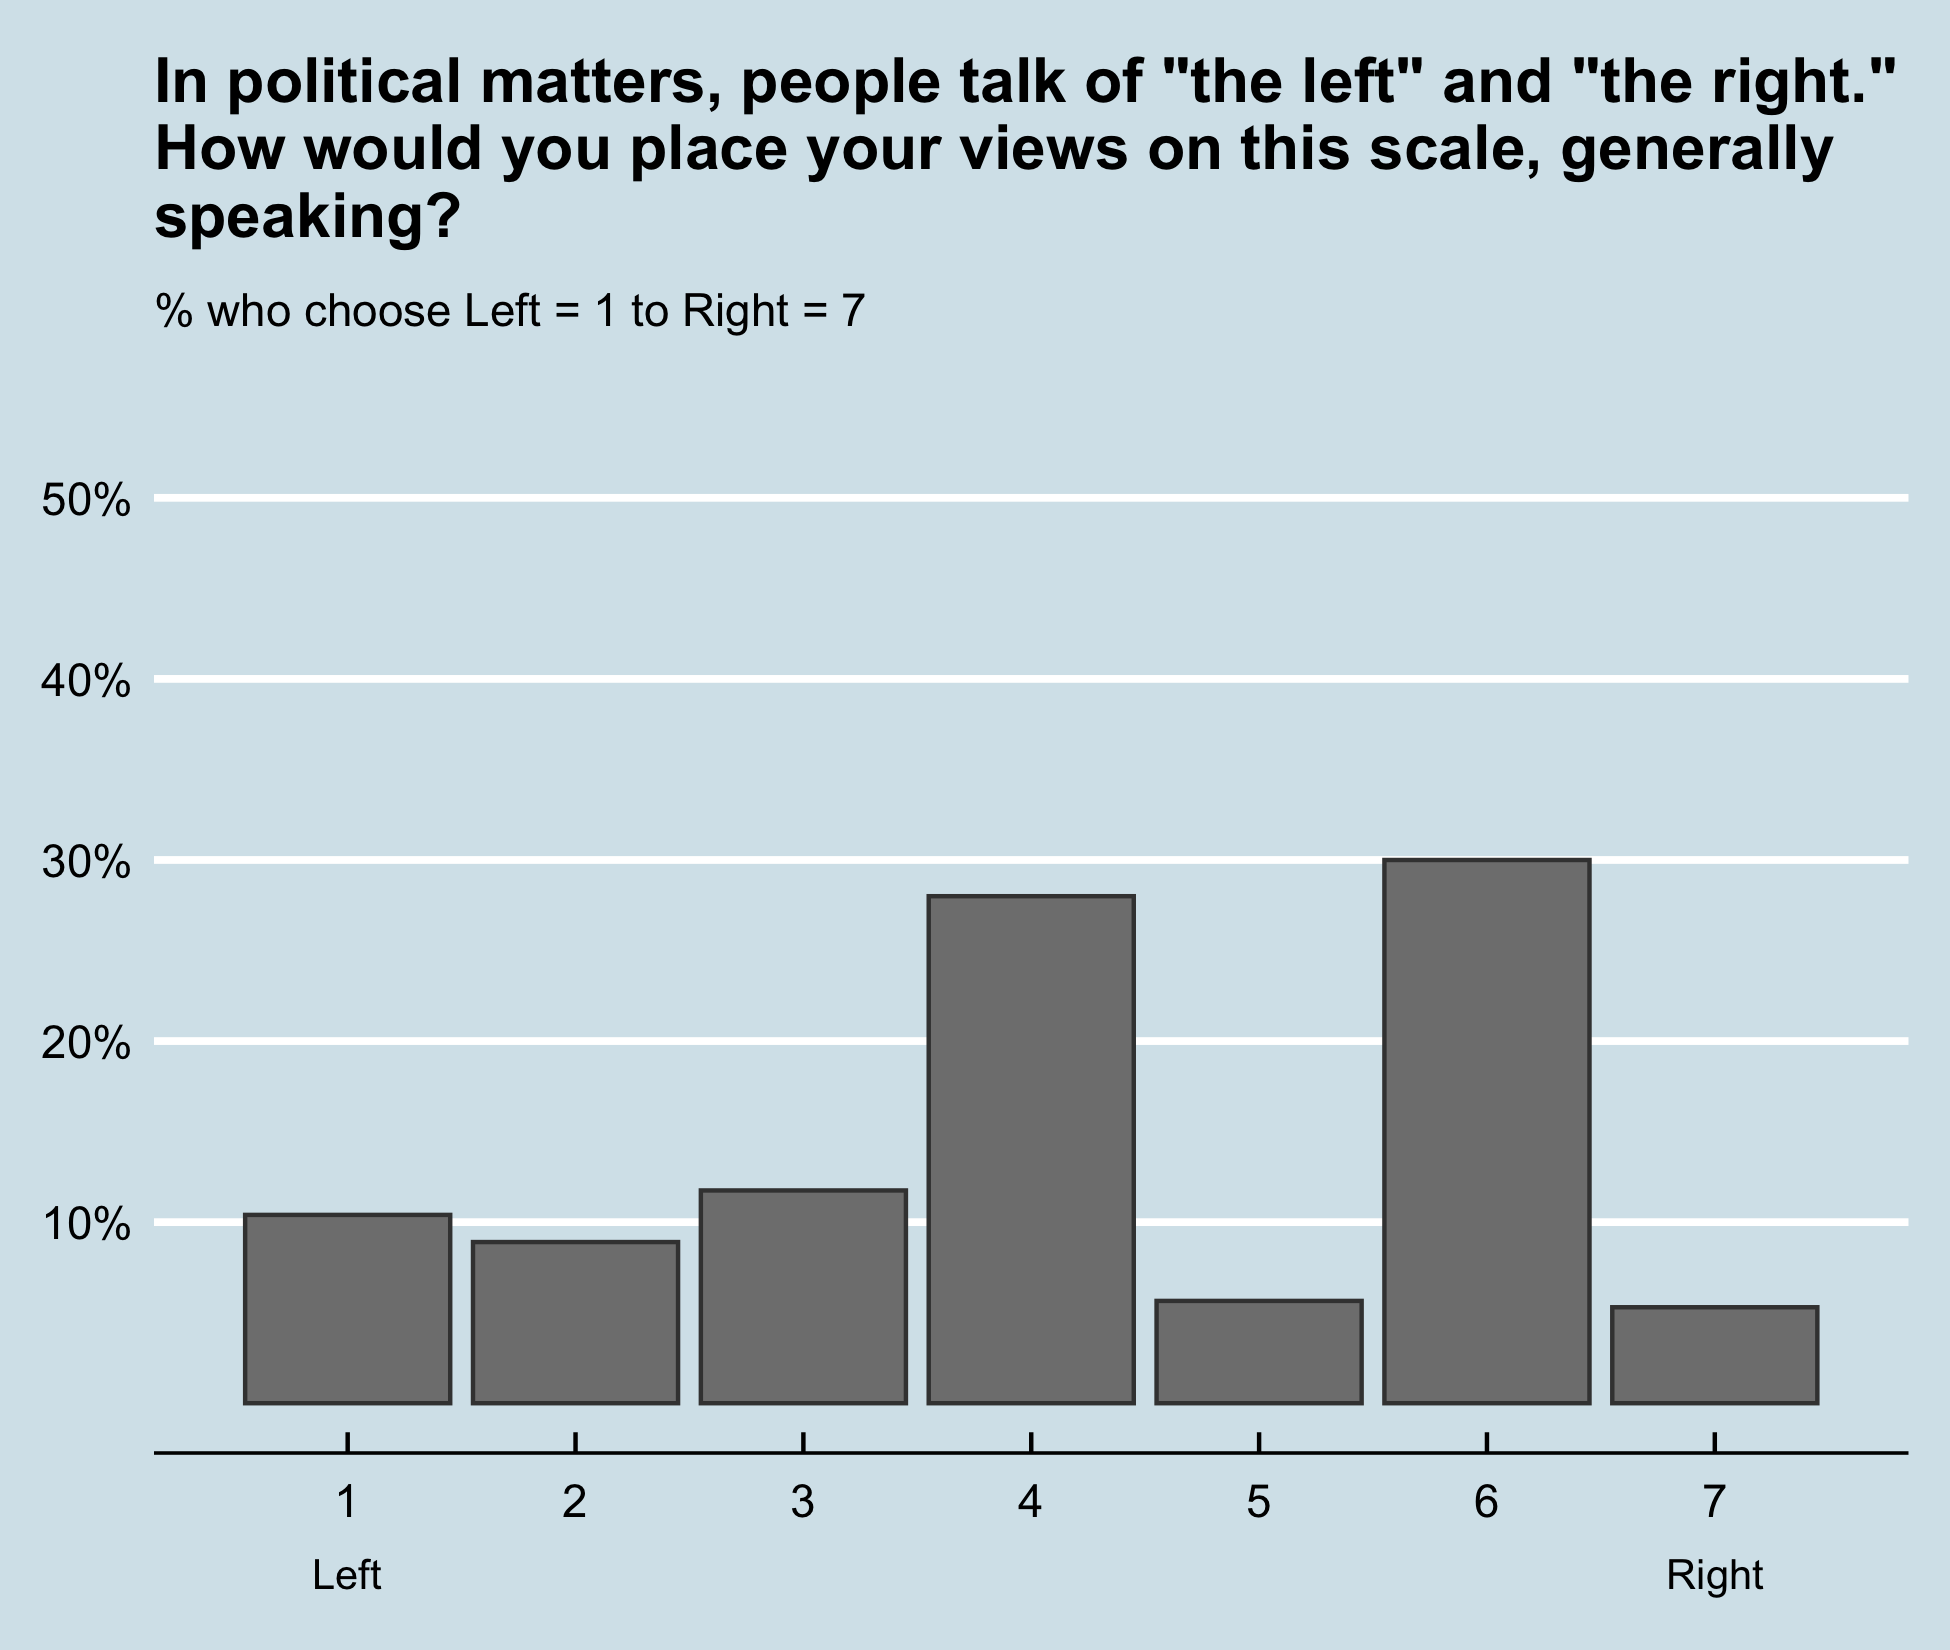 In political matters, people talk of "the left" and "the right."
How would you place your views on this scale, generally
speaking?
% who choose Left = 1 to Right = 7
50%
40%
30%
20%
10%
1 2 3 4 5 6 7
Left Right